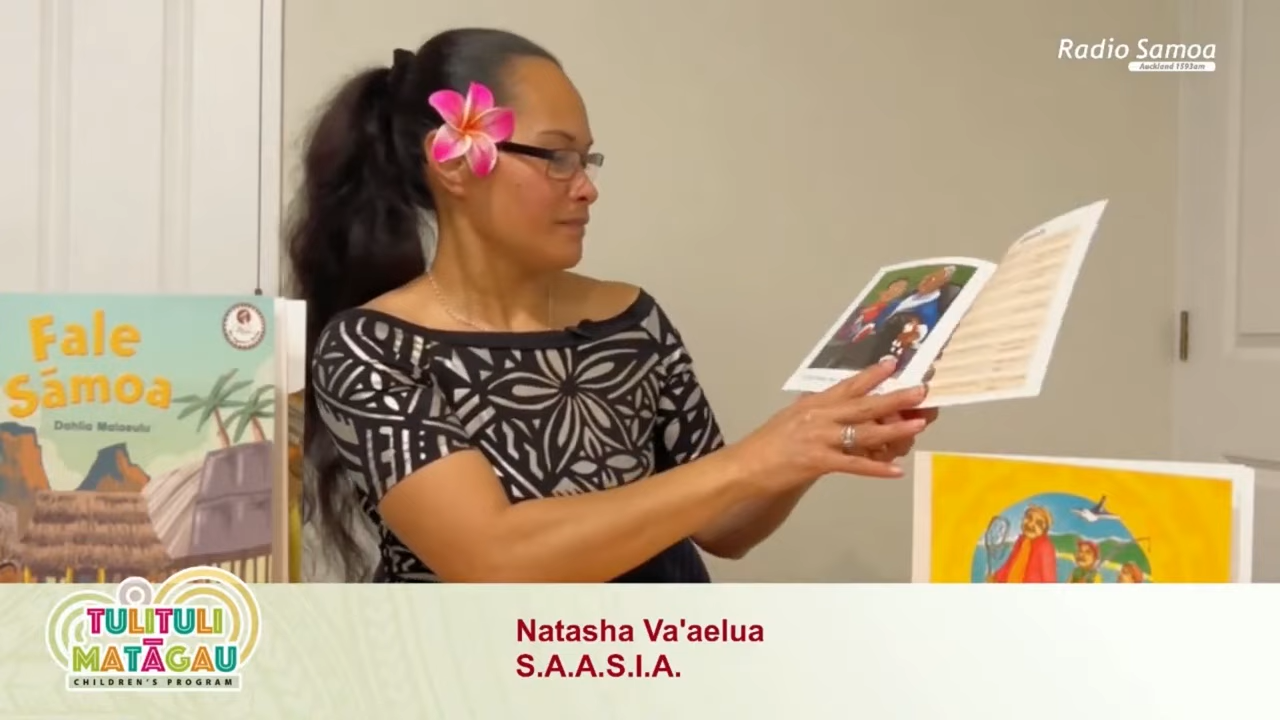 Radio Samoa
Auckland 1593am
Fale
Sāmoa
Dahlia Malaeulu
TULITULI
MATĀGAU
CHILDREN'S PROGRAM
Natasha Va'aelua
S.A.A.S.I.A.